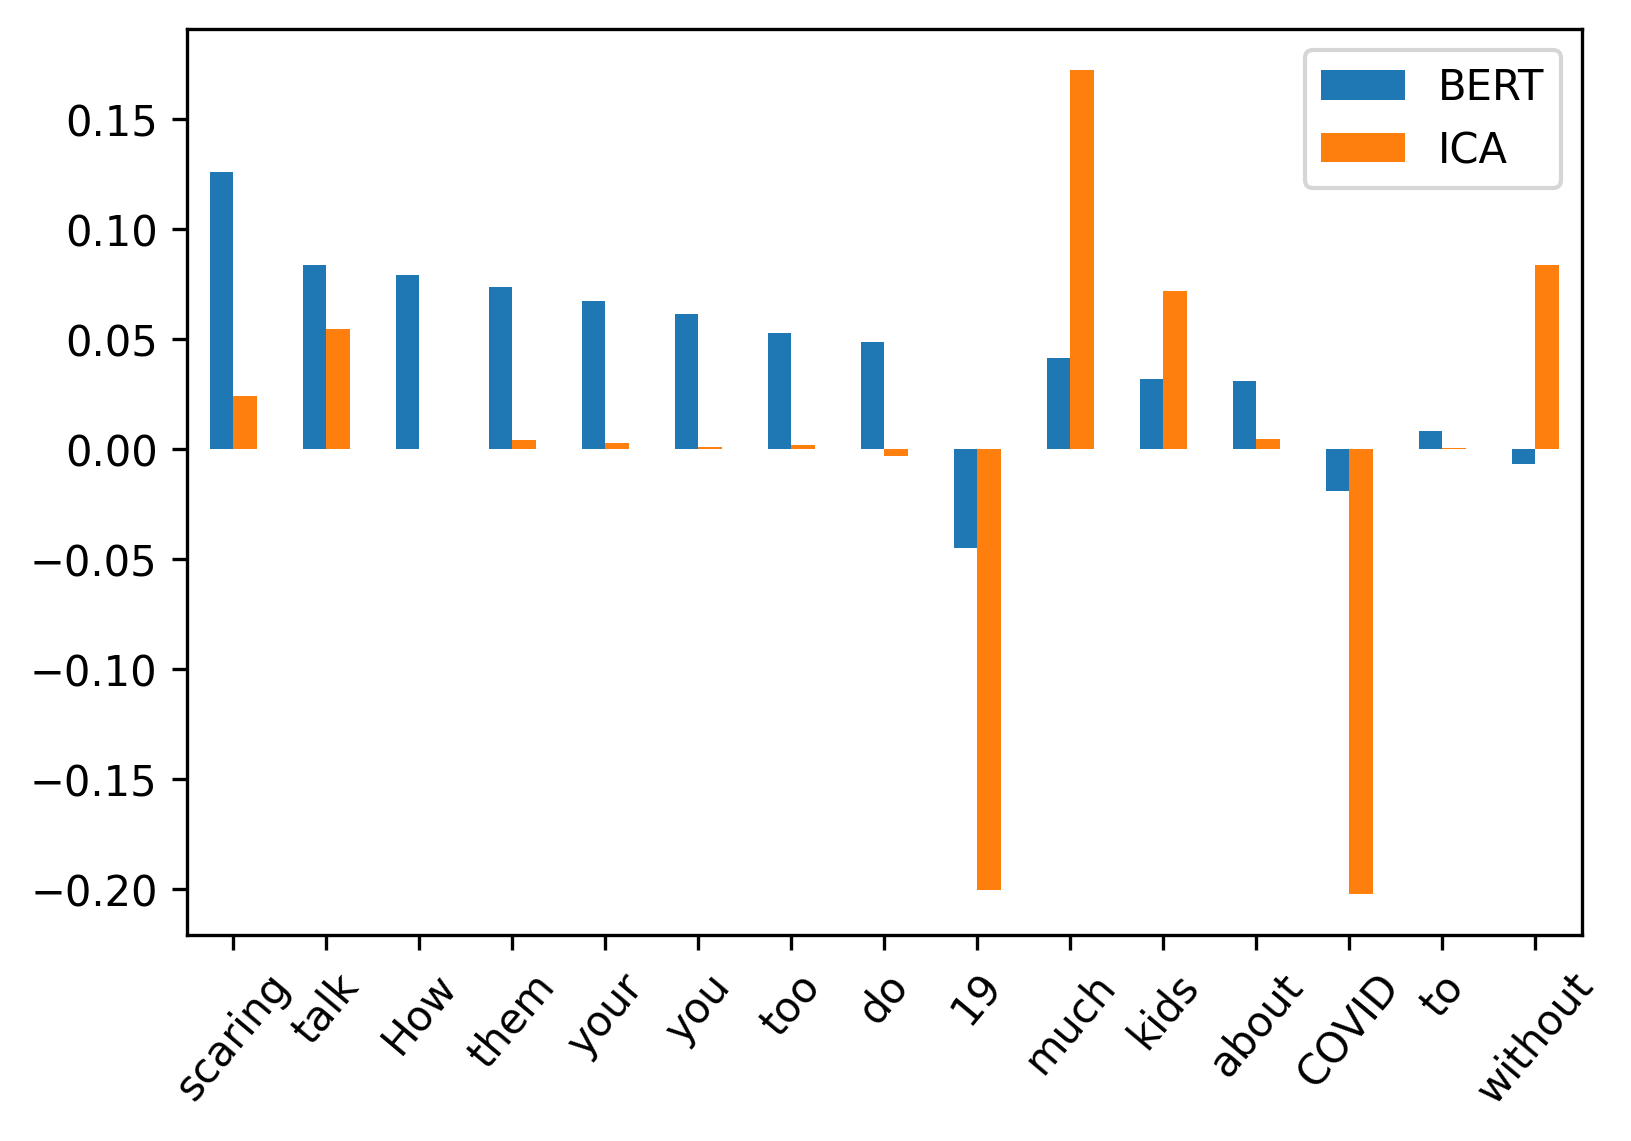 BERT
ICA
0.15
0.10
0.05
0.00
−0.05
−0.10
−0.15
−0.20
scaring talk How them your you too do 19 much kids about COVID to without